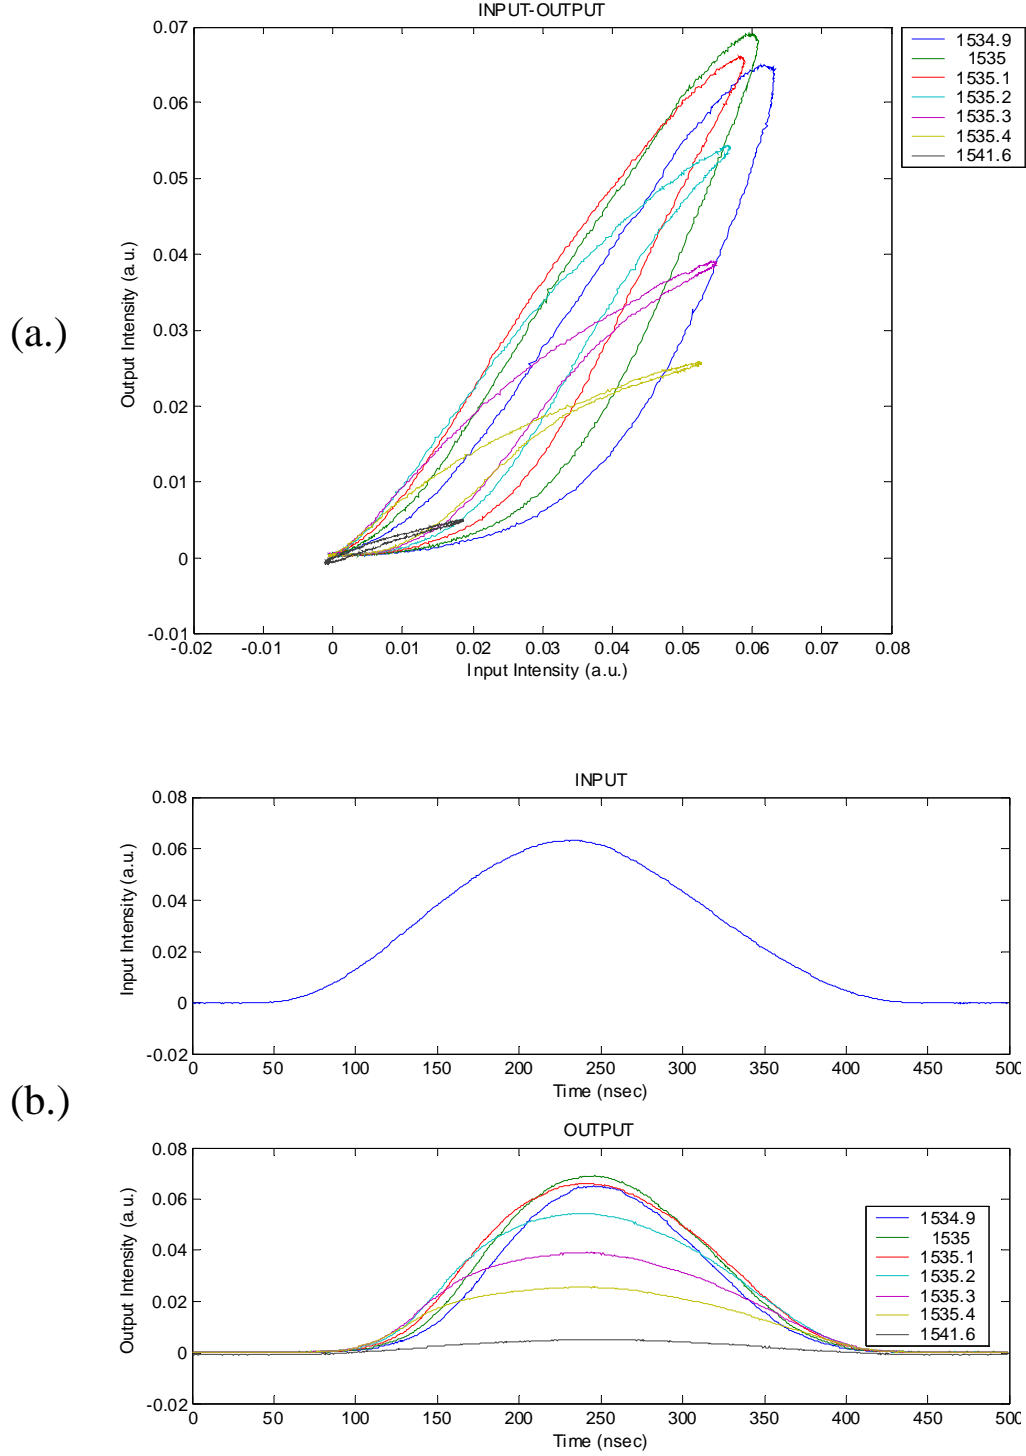 (a.)
INPUT-OUTPUT
0.07
0.06
0.05
0.04
0.03
0.02
0.01
0
-0.01
Output Intensity (a.u.)
-0.02 -0.01 0 0.01 0.02 0.03 0.04 0.05 0.06 0.07 0.08
Input Intensity (a.u.)
1534.9
1535
1535.1
1535.2
1535.3
1535.4
1541.6
(b.)
INPUT
0.08
0.06
0.04
0.02
0
-0.02
Input Intensity (a.u.)
0 50 100 150 200 250 300 350 400 450 500
Time (nsec)
OUTPUT
0.08
0.06
0.04
0.02
0
-0.02
Output Intensity (a.u.)
1534.9
1535
1535.1
1535.2
1535.3
1535.4
1541.6
0 50 100 150 200 250 300 350 400 450 500
Time (nsec)